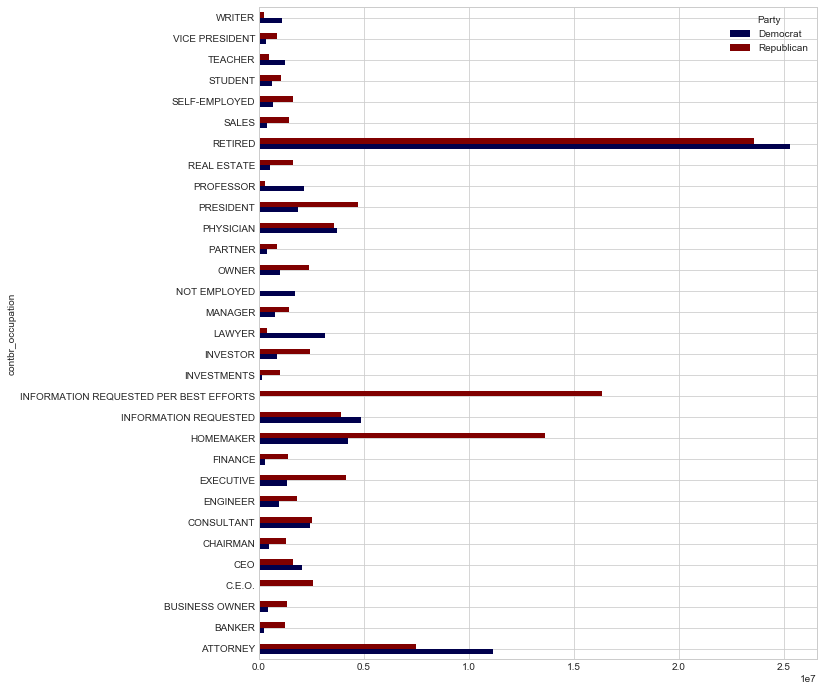 Party
Democrat
Republican
contbr_occupation
WRITER
VICE PRESIDENT
TEACHER
STUDENT
SELF-EMPLOYED
SALES
RETIRED
REAL ESTATE
PROFESSOR
PRESIDENT
PHYSICIAN
PARTNER
OWNER
NOT EMPLOYED
MANAGER
LAWYER
INVESTOR
INVESTMENTS
INFORMATION REQUESTED PER BEST EFFORTS
INFORMATION REQUESTED
HOMEMAKER
FINANCE
EXECUTIVE
ENGINEER
CONSULTANT
CHAIRMAN
CEO
C.E.O.
BUSINESS OWNER
BANKER
ATTORNEY
0.0 0.5 1.0 1.5 2.0 2.5
1e7